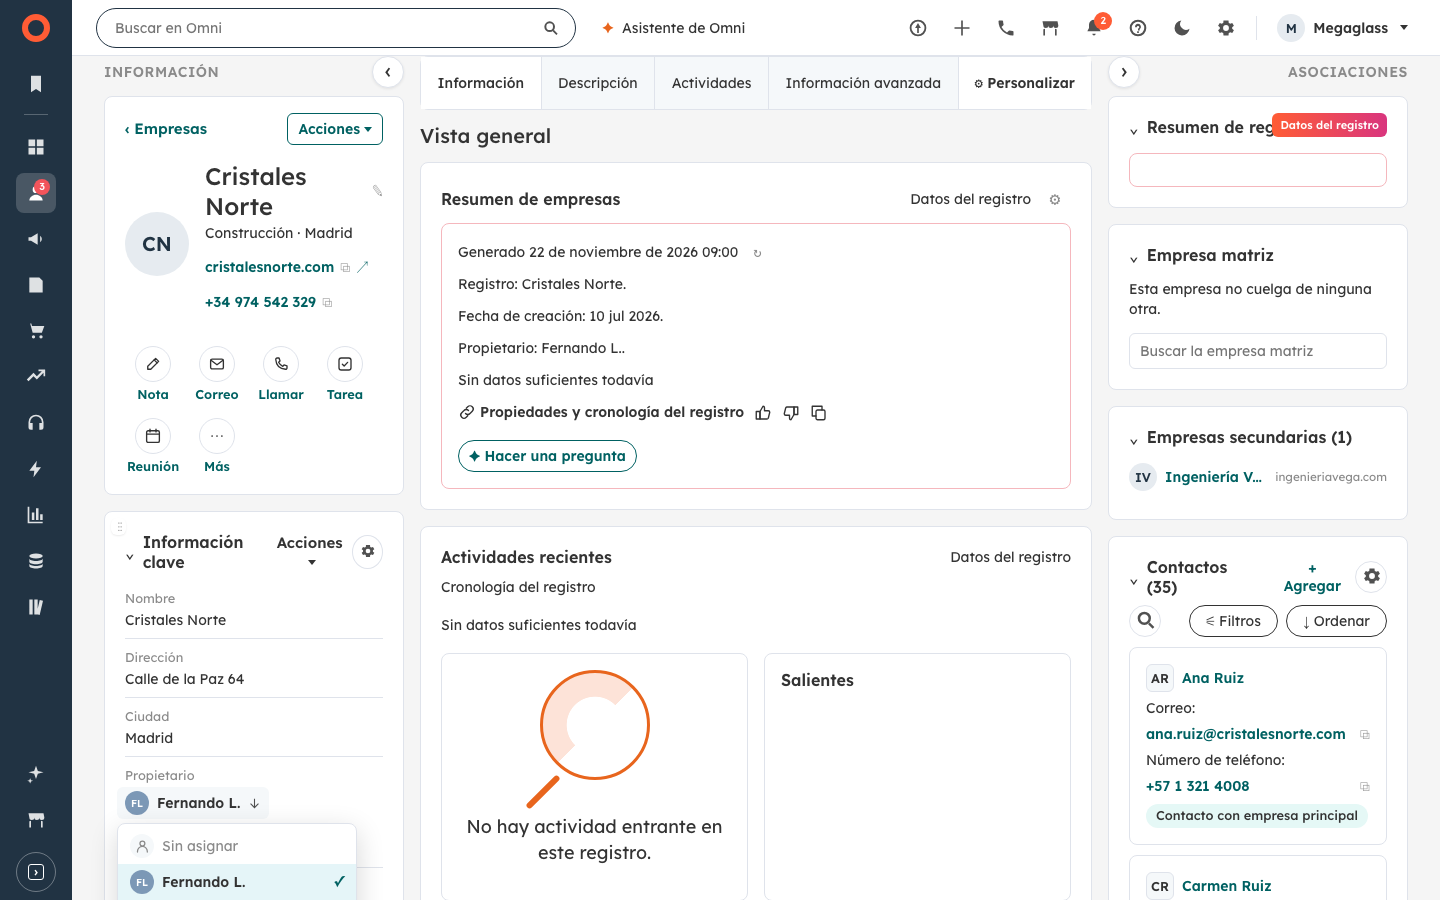 Buscar en Omni
Asistente de Omni
2
M
Megaglass
3
INFORMACIÓN
‹ Empresas
Acciones
CN
Cristales
Norte
Construcción · Madrid
cristalesnorte.com
+34 974 542 329
Nota
Correo
Llamar
Tarea
Reunión
Más
Información
clave
Acciones
Nombre
Cristales Norte
Dirección
Calle de la Paz 64
Ciudad
Madrid
Propietario
FL Fernando L. ↓
Sin asignar
FL Fernando L. ✓
Información
Descripción
Actividades
Información avanzada
Personalizar
Vista general
Resumen de empresas
Datos del registro
Generado 22 de noviembre de 2026 09:00
Registro: Cristales Norte.
Fecha de creación: 10 jul 2026.
Propietario: Fernando L..
Sin datos suficientes todavía
Propiedades y cronología del registro
Hacer una pregunta
Actividades recientes
Datos del registro
Cronología del registro
Sin datos suficientes todavía
No hay actividad entrante en
este registro.
Salientes
ASOCIACIONES
Resumen de reg
Datos del registro
Empresa matriz
Esta empresa no cuelga de ninguna
otra.
Buscar la empresa matriz
Empresas secundarias (1)
IV
Ingeniería V...
ingenieriavega.com
Contactos
(35)
+
Agregar
Filtros
↓ Ordenar
AR
Ana Ruiz
Correo:
ana.ruiz@cristalesnorte.com
Número de teléfono:
+57 1 321 4008
Contacto con empresa principal
CR
Carmen Ruiz